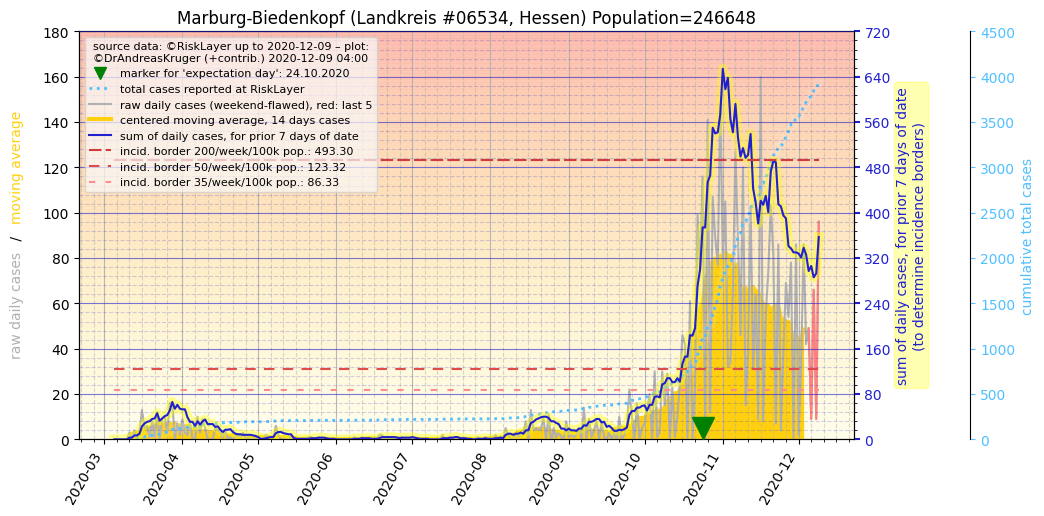 Marburg-Biedenkopf (Landkreis #06534, Hessen) Population=246648
source data: ©RiskLayer up to 2020-12-09 – plot:
©DrAndreasKruger (+contrib.) 2020-12-09 04:00
marker for 'expectation day': 24.10.2020
total cases reported at RiskLayer
raw daily cases (weekend-flawed), red: last 5
centered moving average, 14 days cases
sum of daily cases, for prior 7 days of date
incid. border 200/week/100k pop.: 493.30
incid. border 50/week/100k pop.: 123.32
incid. border 35/week/100k pop.: 86.33
raw daily cases / moving average
180
160
140
120
100
80
60
40
20
0
2020-03
2020-04
2020-05
2020-06
2020-07
2020-08
2020-09
2020-10
2020-11
2020-12
720
640
560
480
400
320
240
160
80
0
sum of daily cases, for prior 7 days of date
(to determine incidence borders)
4500
4000
3500
3000
2500
2000
1500
1000
500
0
cumulative total cases